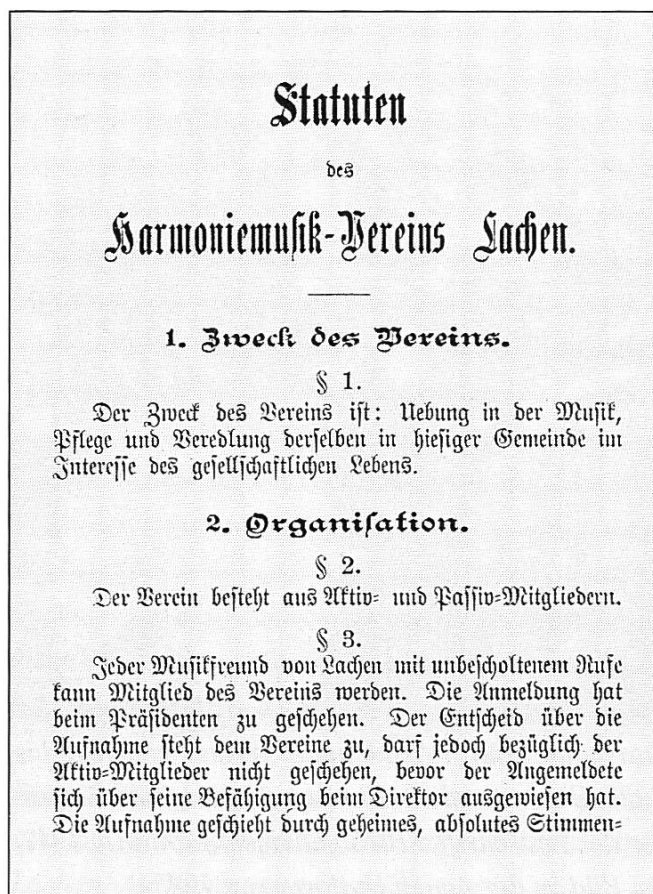 Statuten
des
Harmoniemusik-Vereins Lachen.
1. Zweck des Vereins.
§ 1.
Der Zweck des Vereins ist: Uebung in der Musik,
Pflege und Veredlung derselben in hiesiger Gemeinde im
Interesse des gesellschaftlichen Lebens.
2. Organisation.
§ 2.
Der Verein besteht aus Aktiv- und Passiv-Mitgliedern.
§ 3.
Jeder Musikfreund von Lachen mit unbescholtenem Rufe
kann Mitglied des Vereins werden. Die Anmeldung hat
beim Präsidenten zu geschehen. Der Entscheid über die
Aufnahme steht dem Vereine zu, darf jedoch bezüglich der
Aktiv-Mitglieder nicht geschehen, bevor der Angemeldete
sich über seine Befähigung beim Direktor ausgewiesen hat.
Die Aufnahme geschieht durch geheimes, absolutes Stimmen-